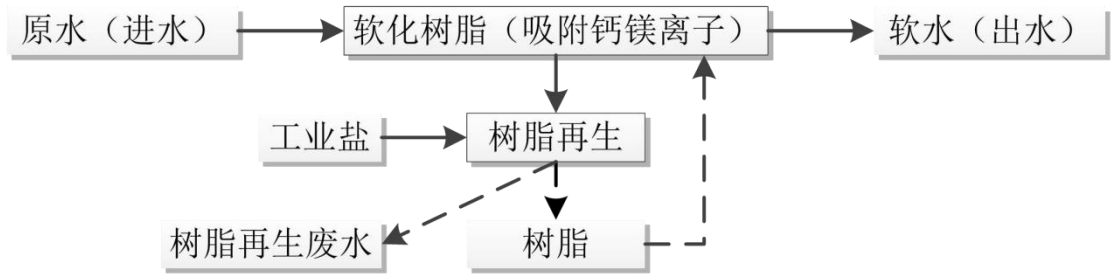 原水（进水）
软化树脂（吸附钙镁离子）
软水（出水）
工业盐
树脂再生
树脂再生废水
树脂